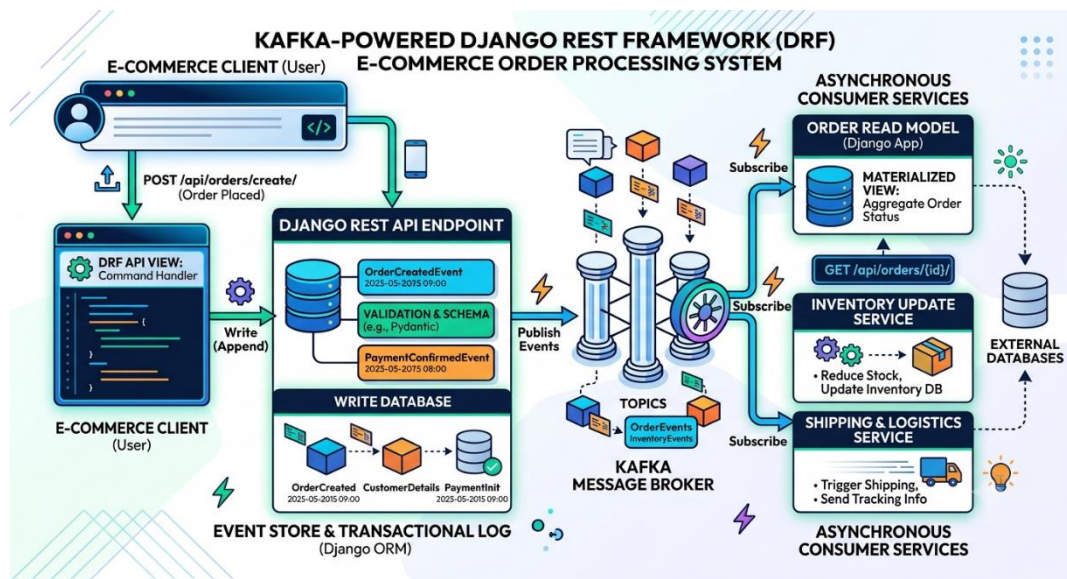 KAFKA-POWERED DJANGO REST FRAMEWORK (DRF)
E-COMMERCE ORDER PROCESSING SYSTEM
E-COMMERCE CLIENT (User)
</>
POST /api/orders/create/
(Order Placed)
DRF API VIEW:
Command Handler
{
}
}
E-COMMERCE CLIENT
(User)
Write
(Append)
DJANGO REST API ENDPOINT
OrderCreatedEvent
2025-05-2075 09:00
VALIDATION & SCHEMA
(e.g., Pydantic)
PaymentConfirmedEvent
2025-05-2075 08:00
WRITE DATABASE
OrderCreated
2025-05-2015 09:00
CustomerDetails
PaymentInit
2025-05-2015 09:00
EVENT STORE & TRANSACTIONAL LOG
(Django ORM)
Publish
Events
TOPICS
OrderEvents
InventoryEvents
KAFKA
MESSAGE BROKER
Subscribe
Subscribe
Subscribe
ASYNCHRONOUS
CONSUMER SERVICES
ORDER READ MODEL
(Django App)
MATERIALIZED
VIEW:
Aggregate Order
Status
GET /api/orders/{id}/
INVENTORY UPDATE
SERVICE
• Reduce Stock,
Update Inventory DB
SHIPPING & LOGISTICS
SERVICE
• Trigger Shipping,
• Send Tracking Info
ASYNCHRONOUS
CONSUMER SERVICES
EXTERNAL
DATABASES